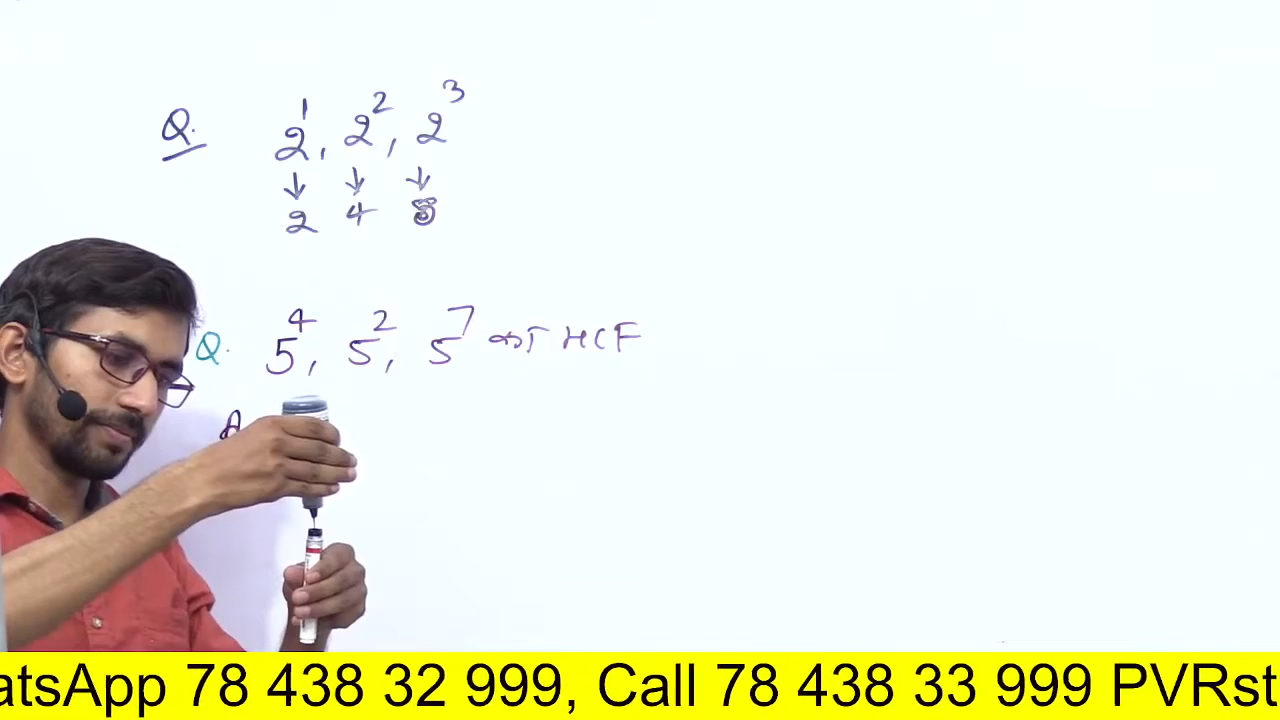 Q. 2¹, 2², 2³
↓ ↓ ↓
2 4 8
Q. 5⁴, 5², 5⁷ HCF
A
atsApp 78 438 32 999, Call 78 438 33 999 PVRst